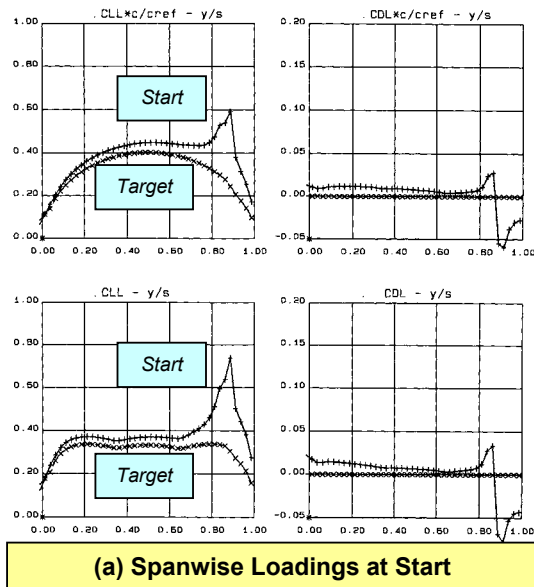 .CLL*c/cref - y/s
1.00
0.80
0.60
0.40
0.20
0.00
0.00 0.20 0.40 0.60 0.80 1.00
Start
Target
.CDL*c/cref - y/s
0.20
0.15
0.10
0.05
0.00
-0.05
0.00 0.20 0.40 0.60 0.80 1.00
.CLL - y/s
1.00
0.80
0.60
0.40
0.20
0.00
0.00 0.20 0.40 0.60 0.80 1.00
Start
Target
.CDL - y/s
0.20
0.15
0.10
0.05
0.00
-0.05
0.00 0.20 0.40 0.60 0.80 1.00
(a) Spanwise Loadings at Start